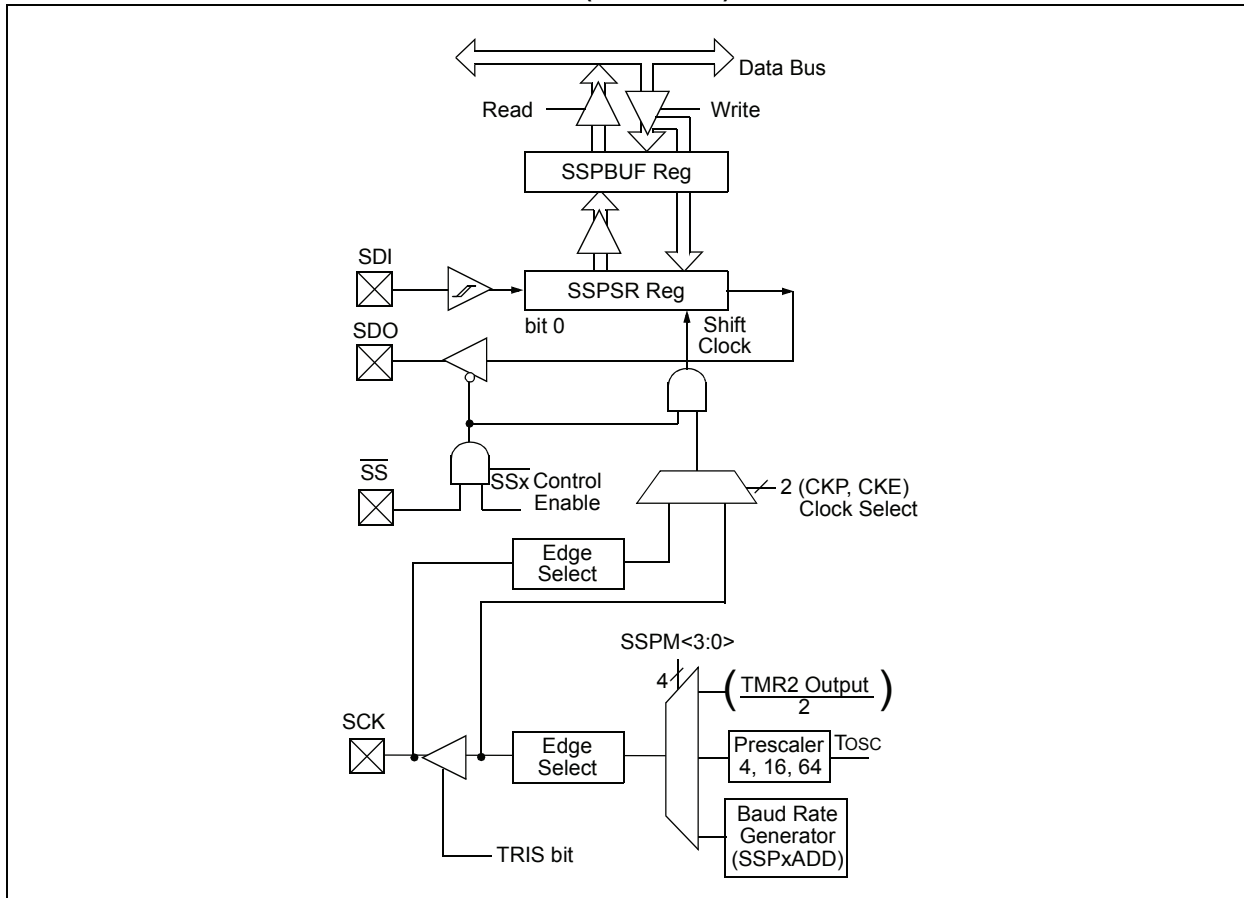 Data Bus
Read
Write
SSPBUF Reg
SDI
SSPSR Reg
bit 0
Shift
Clock
SDO
SS
SSx Control
Enable
2 (CKP, CKE)
Clock Select
Edge
Select
SSPM<3:0>
4
( TMR2 Output )
2
SCK
Edge
Select
Prescaler
4, 16, 64
TOSC
Baud Rate
Generator
(SSPxADD)
TRIS bit